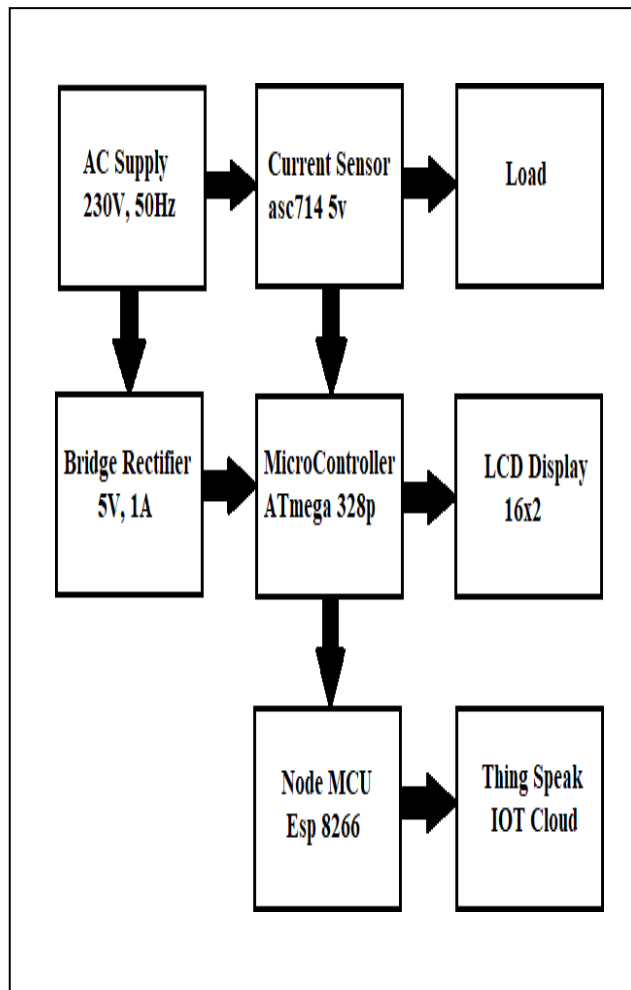 AC Supply
230V, 50Hz
Current Sensor
asc714 5v
Load
Bridge Rectifier
5V, 1A
MicroController
ATmega 328p
LCD Display
16x2
Node MCU
Esp 8266
Thing Speak
IOT Cloud